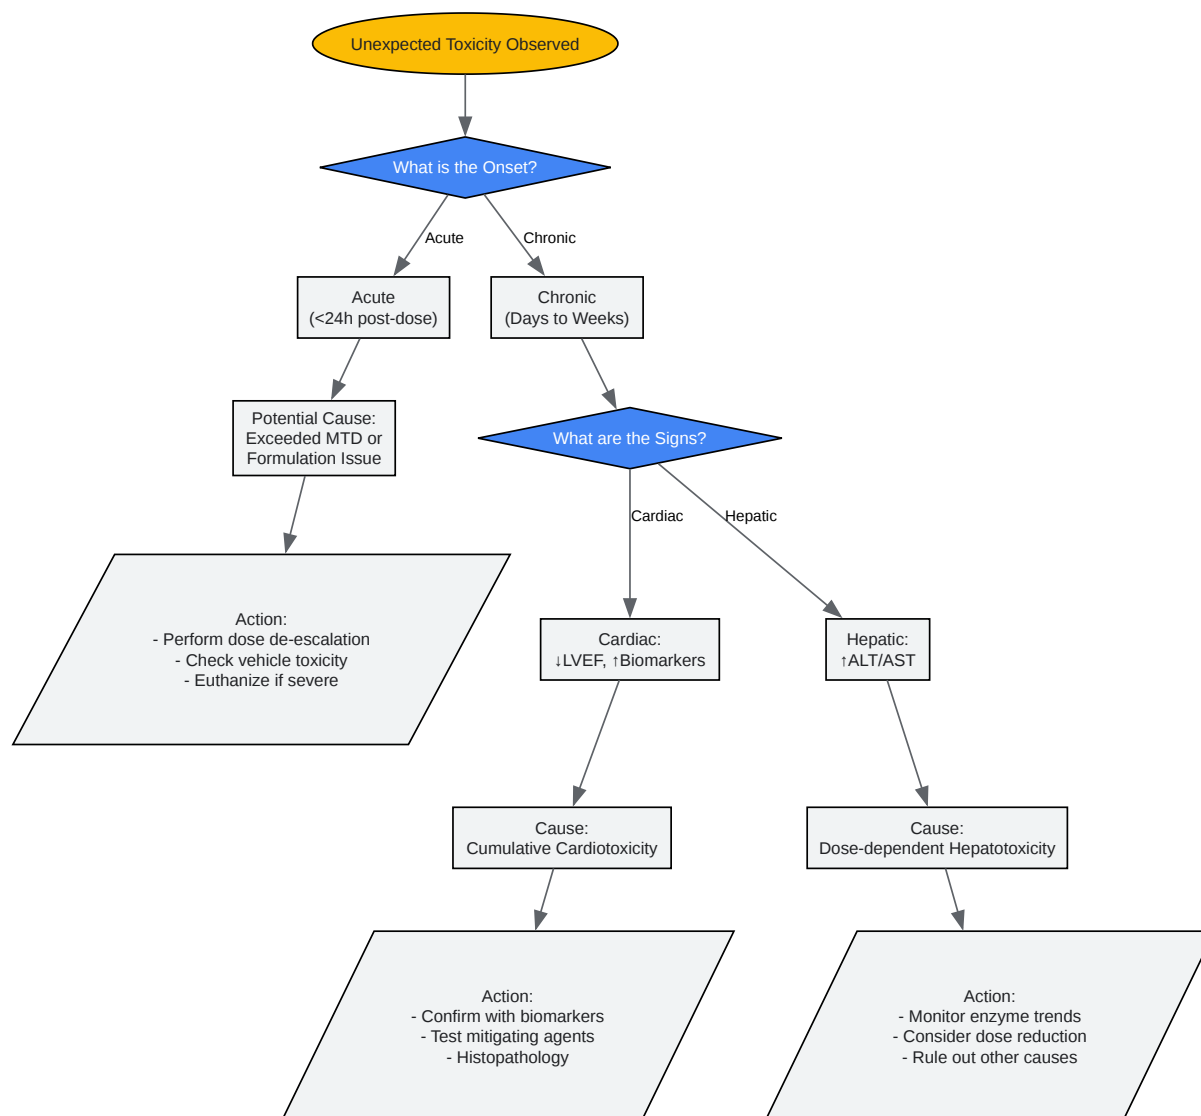 Unexpected Toxicity Observed
What is the Onset?
Acute
Chronic
Acute
(<24h post-dose)
Chronic
(Days to Weeks)
Potential Cause:
Exceeded MTD or
Formulation Issue
What are the Signs?
Cardiac
Hepatic
Action:
- Perform dose de-escalation
- Check vehicle toxicity
- Euthanize if severe
Cardiac:
↓LVEF, ↑Biomarkers
Hepatic:
↑ALT/AST
Cause:
Cumulative Cardiotoxicity
Cause:
Dose-dependent Hepatotoxicity
Action:
- Confirm with biomarkers
- Test mitigating agents
- Histopathology
Action:
- Monitor enzyme trends
- Consider dose reduction
- Rule out other causes